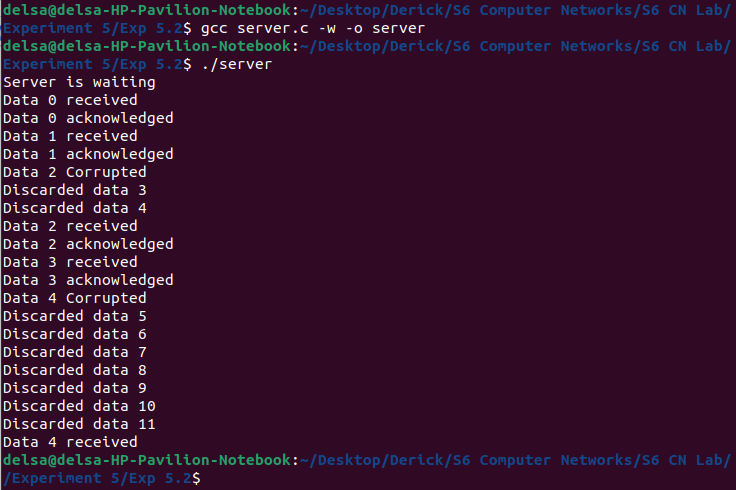 delsa@delsa-HP-Pavilion-Notebook:~/Desktop/Derick/S6 Computer Networks/S6 CN Lab/
Experiment 5/Exp 5.2$ gcc server.c -w -o server
delsa@delsa-HP-Pavilion-Notebook:~/Desktop/Derick/S6 Computer Networks/S6 CN Lab/
Experiment 5/Exp 5.2$ ./server
Server is waiting
Data 0 received
Data 0 acknowledged
Data 1 received
Data 1 acknowledged
Data 2 Corrupted
Discarded data 3
Discarded data 4
Data 2 received
Data 2 acknowledged
Data 3 received
Data 3 acknowledged
Data 4 Corrupted
Discarded data 5
Discarded data 6
Discarded data 7
Discarded data 8
Discarded data 9
Discarded data 10
Discarded data 11
Data 4 received
delsa@delsa-HP-Pavilion-Notebook:~/Desktop/Derick/S6 Computer Networks/S6 CN Lab/
/Experiment 5/Exp 5.2$